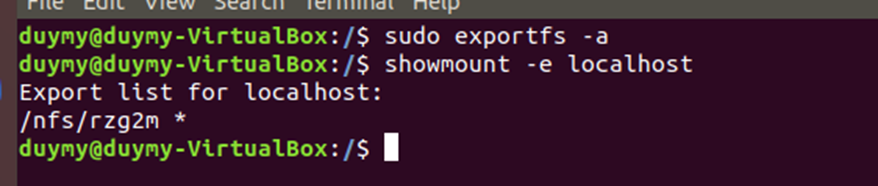 File Edit View Search Terminal Help
duymy@duymy-VirtualBox:/$ sudo exportfs -a
duymy@duymy-VirtualBox:/$ showmount -e localhost
Export list for localhost:
/nfs/rzg2m *
duymy@duymy-VirtualBox:/$